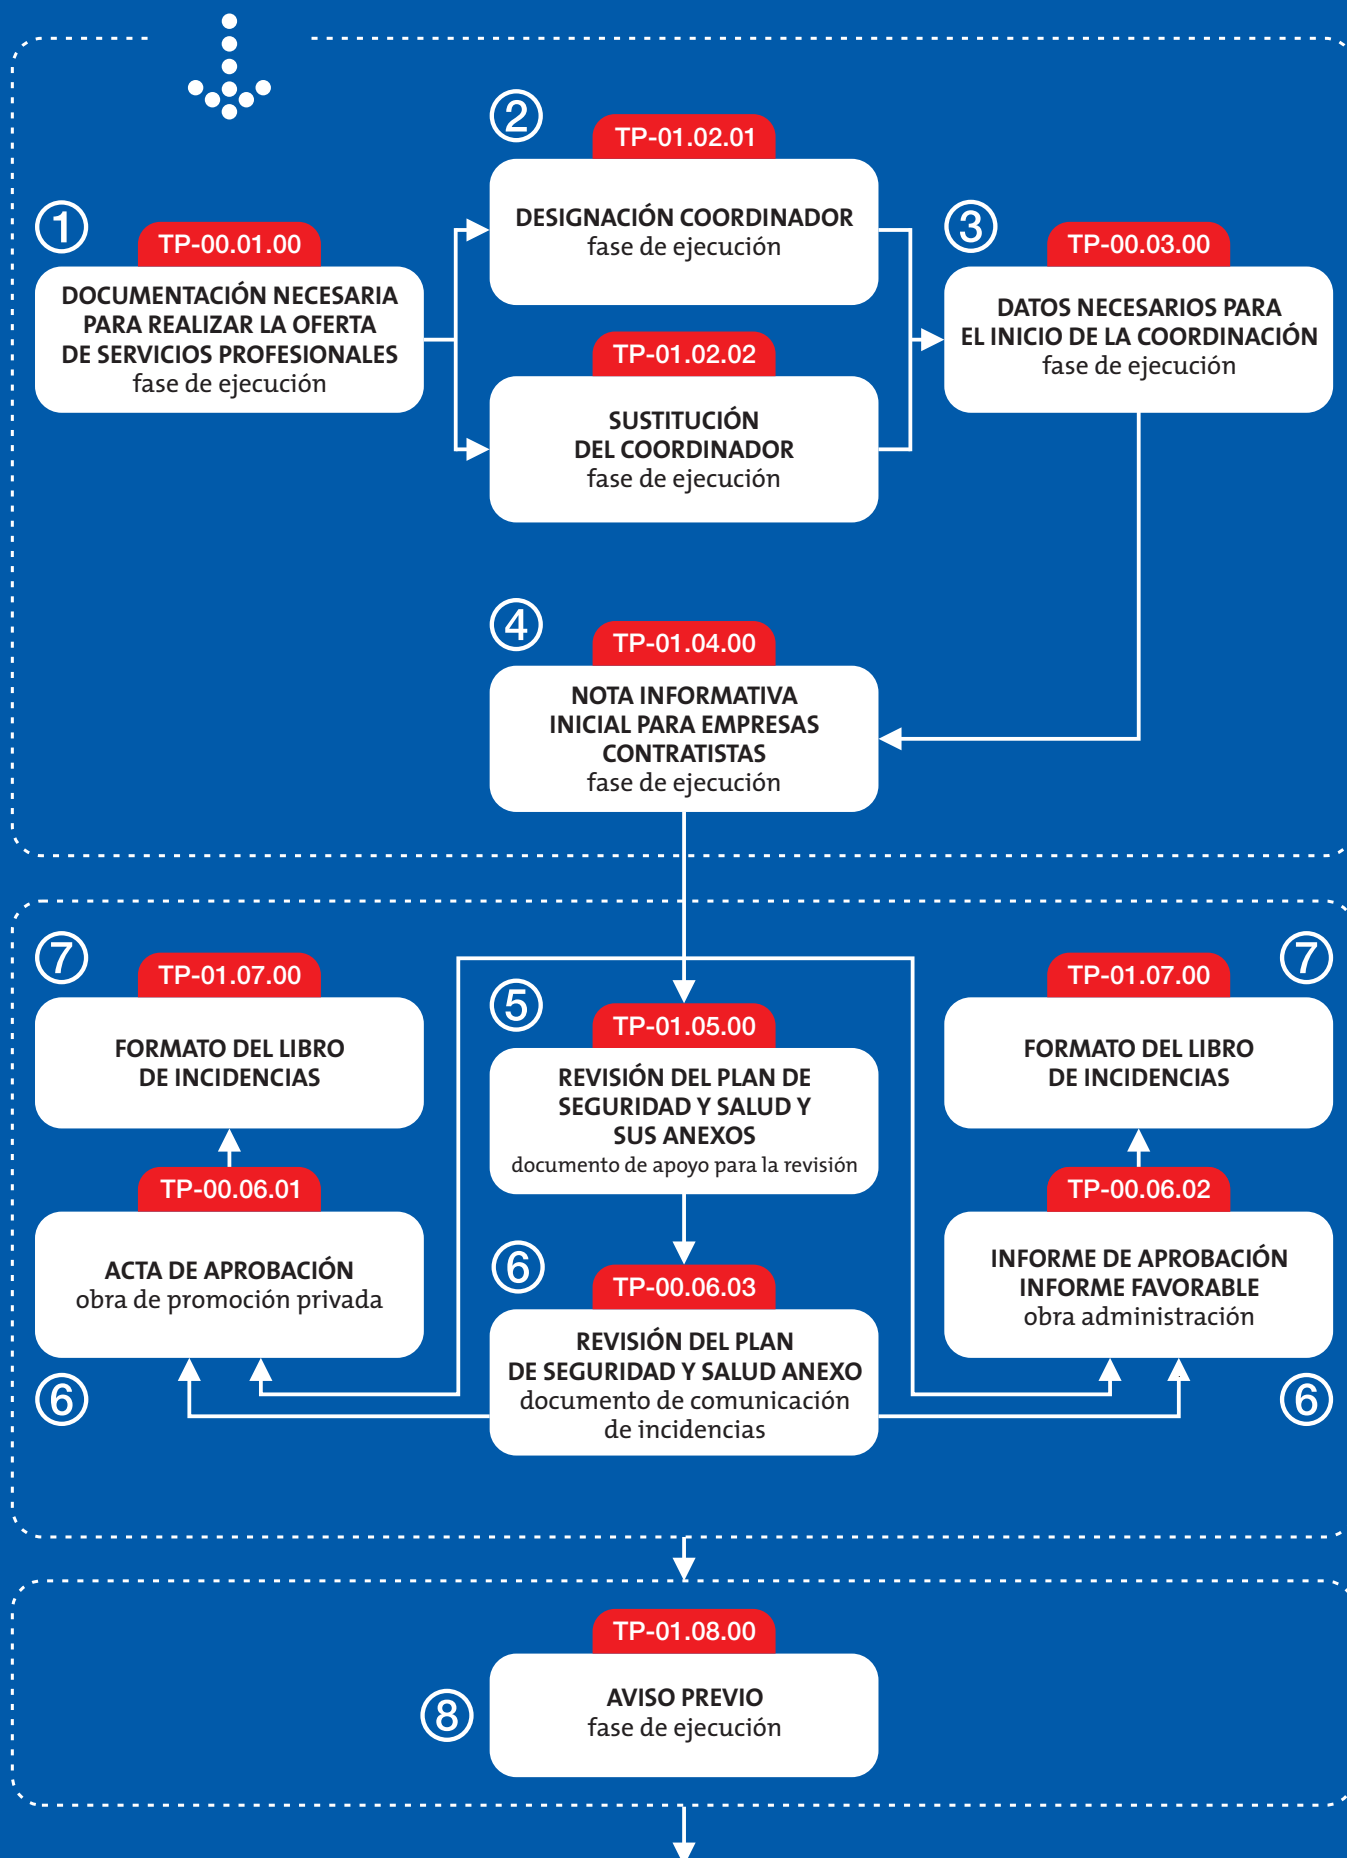 ①
TP-00.01.00
DOCUMENTACIÓN NECESARIA
PARA REALIZAR LA OFERTA
DE SERVICIOS PROFESIONALES
fase de ejecución
②
TP-01.02.01
DESIGNACIÓN COORDINADOR
fase de ejecución
TP-01.02.02
SUSTITUCIÓN
DEL COORDINADOR
fase de ejecución
③
TP-00.03.00
DATOS NECESARIOS PARA
EL INICIO DE LA COORDINACIÓN
fase de ejecución
④
TP-01.04.00
NOTA INFORMATIVA
INICIAL PARA EMPRESAS
CONTRATISTAS
fase de ejecución
⑦
TP-01.07.00
FORMATO DEL LIBRO
DE INCIDENCIAS
TP-00.06.01
ACTA DE APROBACIÓN
obra de promoción privada
⑥
⑤
TP-01.05.00
REVISIÓN DEL PLAN DE
SEGURIDAD Y SALUD Y
SUS ANEXOS
documento de apoyo para la revisión
⑥
TP-00.06.03
REVISIÓN DEL PLAN
DE SEGURIDAD Y SALUD ANEXO
documento de comunicación
de incidencias
⑦
TP-01.07.00
FORMATO DEL LIBRO
DE INCIDENCIAS
TP-00.06.02
INFORME DE APROBACIÓN
INFORME FAVORABLE
obra administración
⑥
⑧
TP-01.08.00
AVISO PREVIO
fase de ejecución